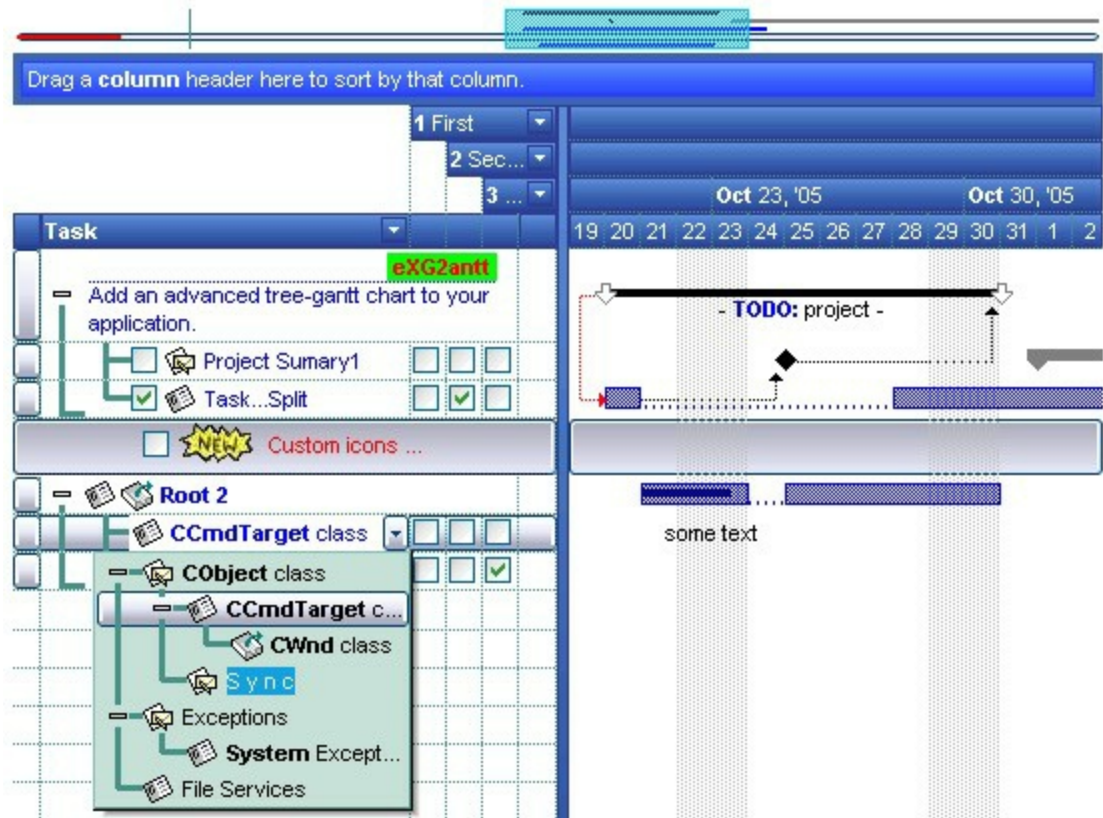 Drag a column header here to sort by that column.
1 First
2 Sec...
3 ...
Oct 23, '05 Oct 30, '05
Task
19 20 21 22 23 24 25 26 27 28 29 30 31 1 2
eXG2antt
Add an advanced tree-gantt chart to your
application.
- TODO: project -
Project Sumary1
Task...Split
NEW Custom icons ...
Root 2
CCmdTarget class
some text
CObject class
CCmdTarget c...
CWnd class
Sync
Exceptions
System Except...
File Services